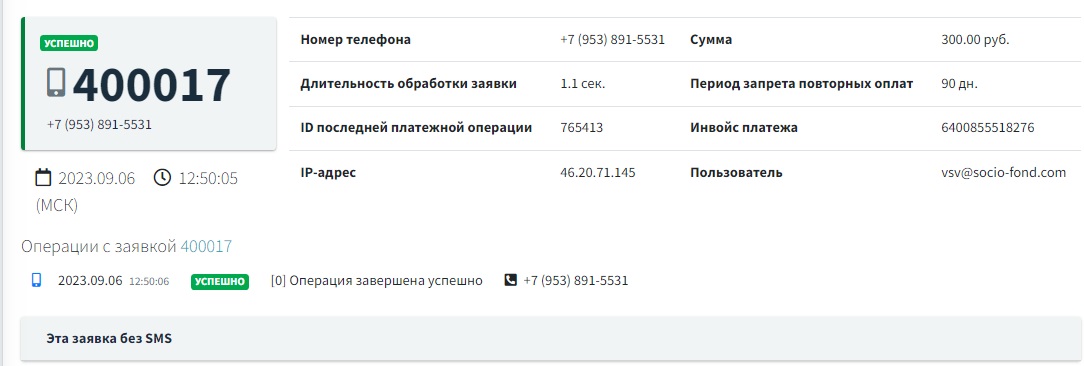 УСПЕШНО
400017
+7 (953) 891-5531
2023.09.06 12:50:05
(МСК)
Номер телефона +7 (953) 891-5531 Сумма 300.00 руб.
Длительность обработки заявки 1.1 сек. Период запрета повторных оплат 90 дн.
ID последней платежной операции 765413 Инвойс платежа 6400855518276
IP-адрес 46.20.71.145 Пользователь vsv@socio-fond.com
Операции с заявкой 400017
2023.09.06 12:50:06 УСПЕШНО [0] Операция завершена успешно +7 (953) 891-5531
Эта заявка без SMS